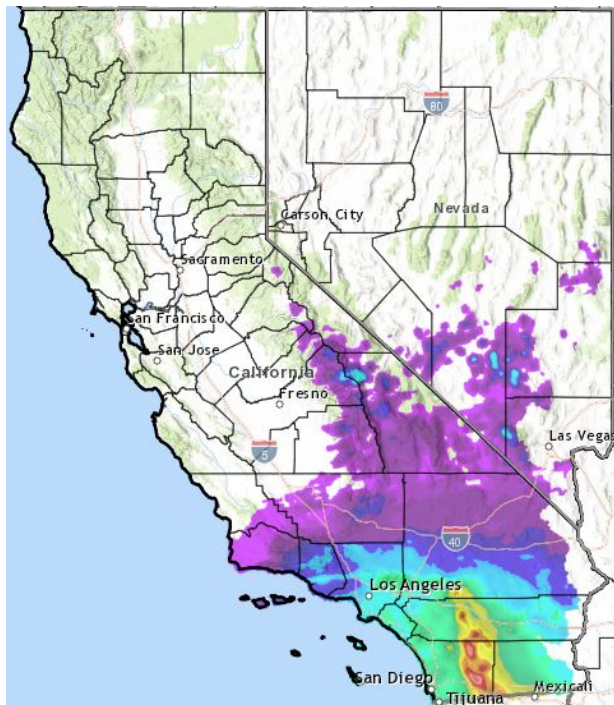 80
Nevada
Carson City
Sacramento
San Francisco
San Jose
California
Fresno
5
Las Vegas
40
Los Angeles
San Diego
Mexicali
Tijuana